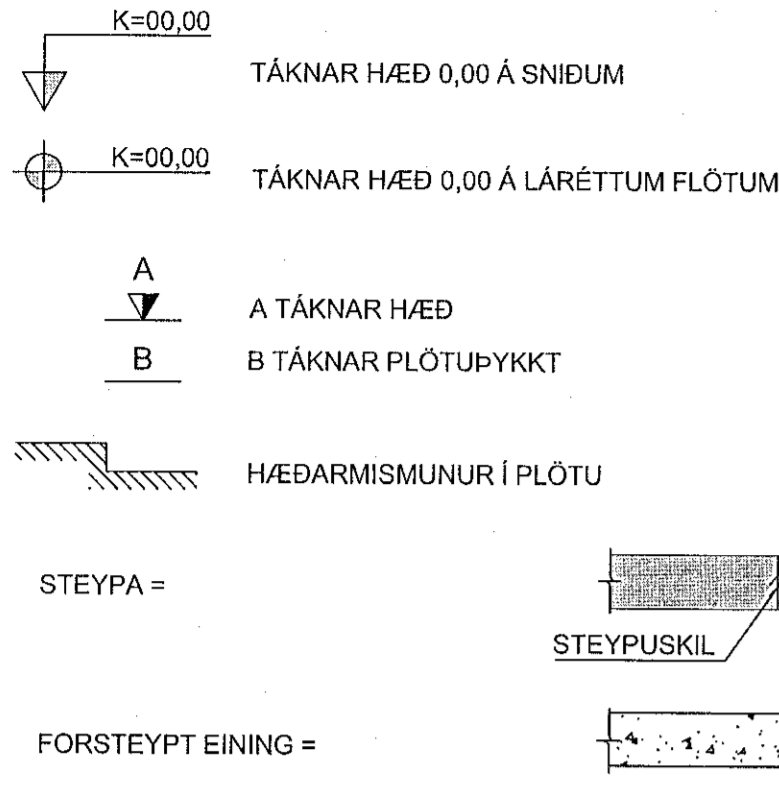 K=00,00
TÁKNAR HÆÐ 0,00 Á SNIÐUM
K=00,00
TÁKNAR HÆÐ 0,00 Á LÁRÉTTUM FLÖTUM
A
A TÁKNAR HÆÐ
B
B TÁKNAR PLÖTUÞYKKT
HÆÐARMISMUNUR Í PLÖTU
STEYPA =
STEYPUSKIL
FORSTEYPT EINING =